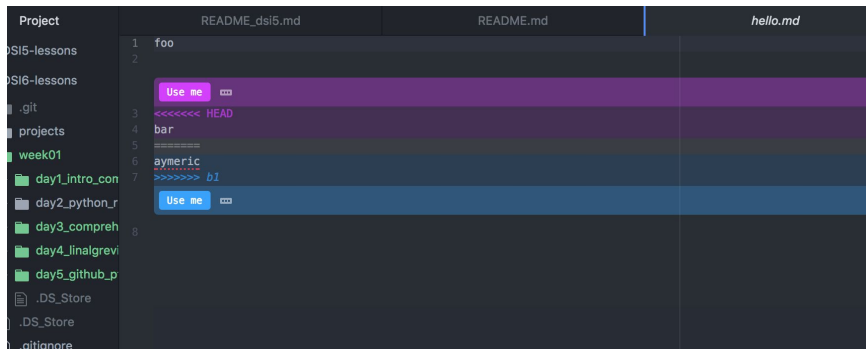 Project
README_dsi5.md
README.md
hello.md
DSI5-lessons
DSI6-lessons
.git
projects
week01
day1_intro_con
day2_python_r
day3_compreh
day4_linalgrevi
day5_github_p
.DS_Store
.DS_Store
.gitignore
1 foo
2
Use me
3 <<<<<<< HEAD
4 bar
5 =======
6 aymeric
7 >>>>>>> b1
Use me
8